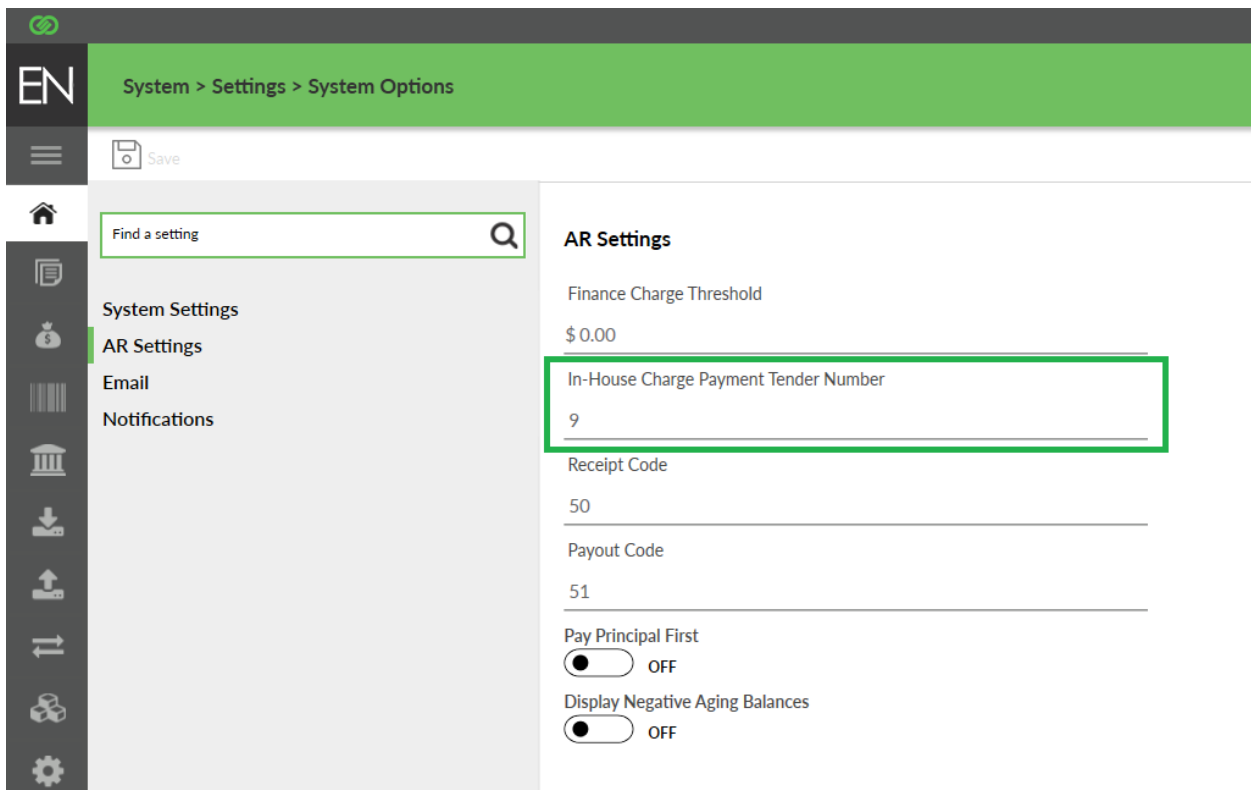 EN
System > Settings > System Options
Save
Find a setting
System Settings
AR Settings
Email
Notifications
AR Settings
Finance Charge Threshold
$ 0.00
In-House Charge Payment Tender Number
9
Receipt Code
50
Payout Code
51
Pay Principal First
OFF
Display Negative Aging Balances
OFF